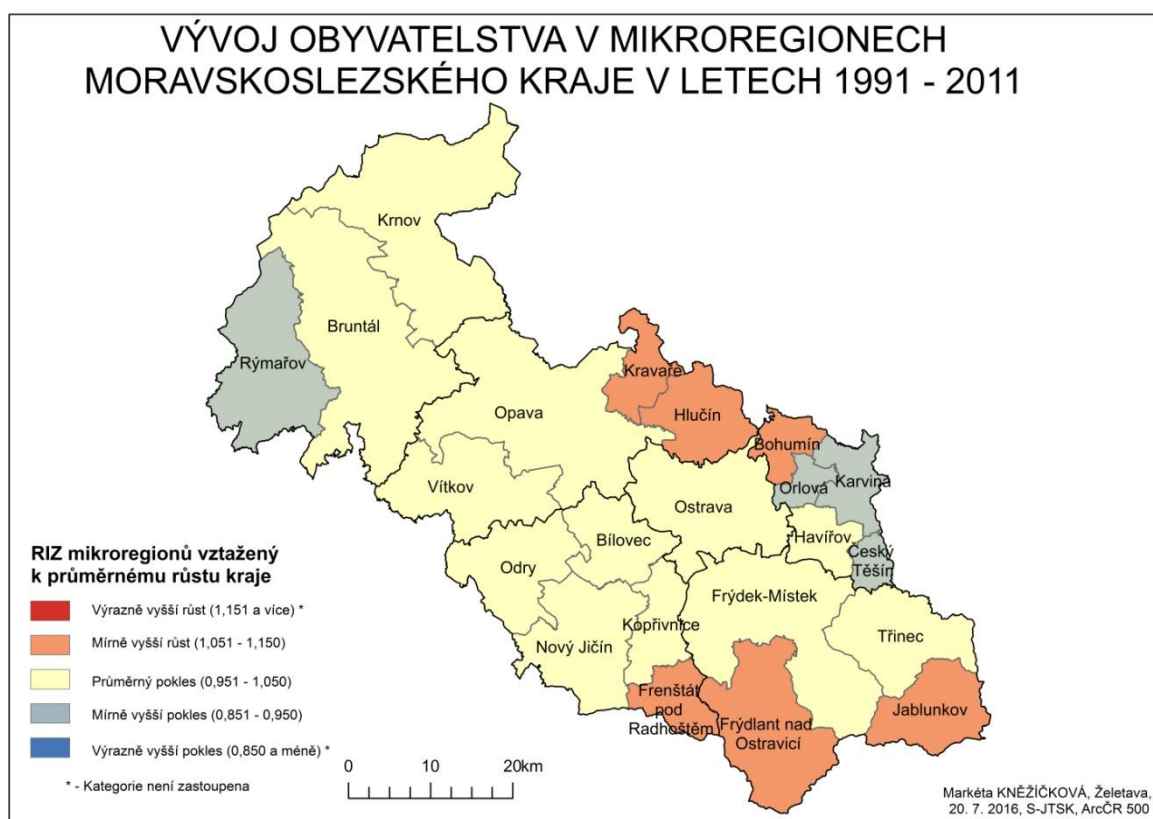 VÝVOJ OBYVATELSTVA V MIKROREGIONECH
MORAVSKOSLEZSKÉHO KRAJE V LETECH 1991 - 2011
Krnov
Bruntál
Rýmařov
Kravaře
Opava
Hlučín
Bohumín
Vítkov
Orlová
Karviná
Ostrava
Bílovec
Havířov
Český
Těšín
Odry
Frýdek-Místek
Kopřivnice
Třinec
Nový Jičín
Frenštát
pod
Radhoštěm
Frýdlant nad
Ostravicí
Jablunkov
RIZ mikroregionů vztažený
k průměrnému růstu kraje
Výrazně vyšší růst (1,151 a více) *
Mírně vyšší růst (1,051 - 1,150)
Průměrný pokles (0,951 - 1,050)
Mírně vyšší pokles (0,851 - 0,950)
Výrazně vyšší pokles (0,850 a méně) *
* - Kategorie není zastoupena
0 10 20km
Markéta KNĚŽÍČKOVÁ, Želetava,
20. 7. 2016, S-JTSK, ArcČR 500